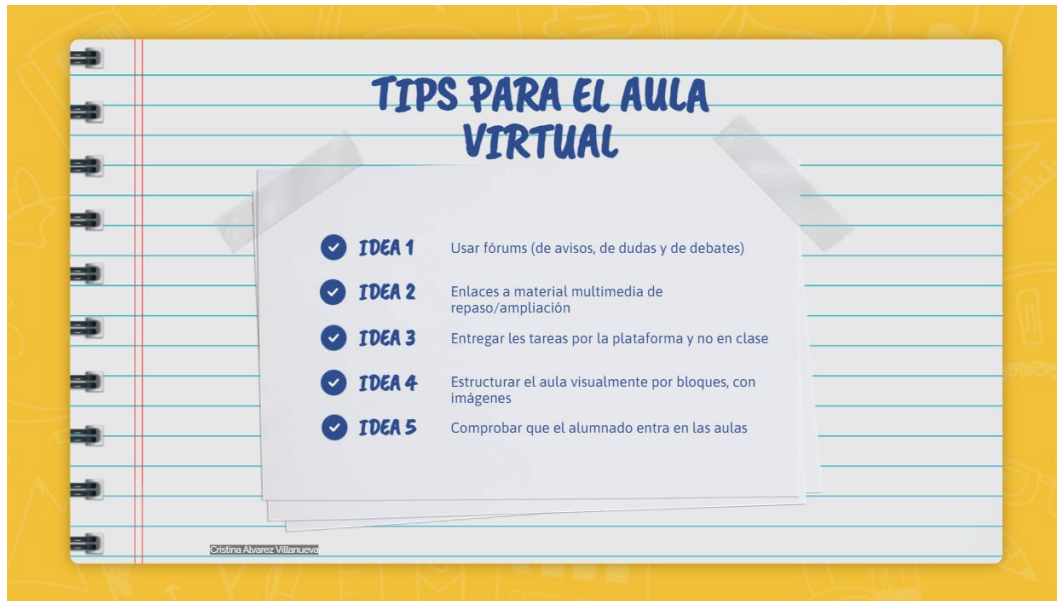 TIPS PARA EL AULA
VIRTUAL
IDEA 1 Usar fórums (de avisos, de dudas y de debates)
IDEA 2 Enlaces a material multimedia de
repaso/ampliación
IDEA 3 Entregar les tareas por la plataforma y no en clase
IDEA 4 Estructurar el aula visualmente por bloques, con
imágenes
IDEA 5 Comprobar que el alumnado entra en las aulas
Cristina Alvarez Villanueva